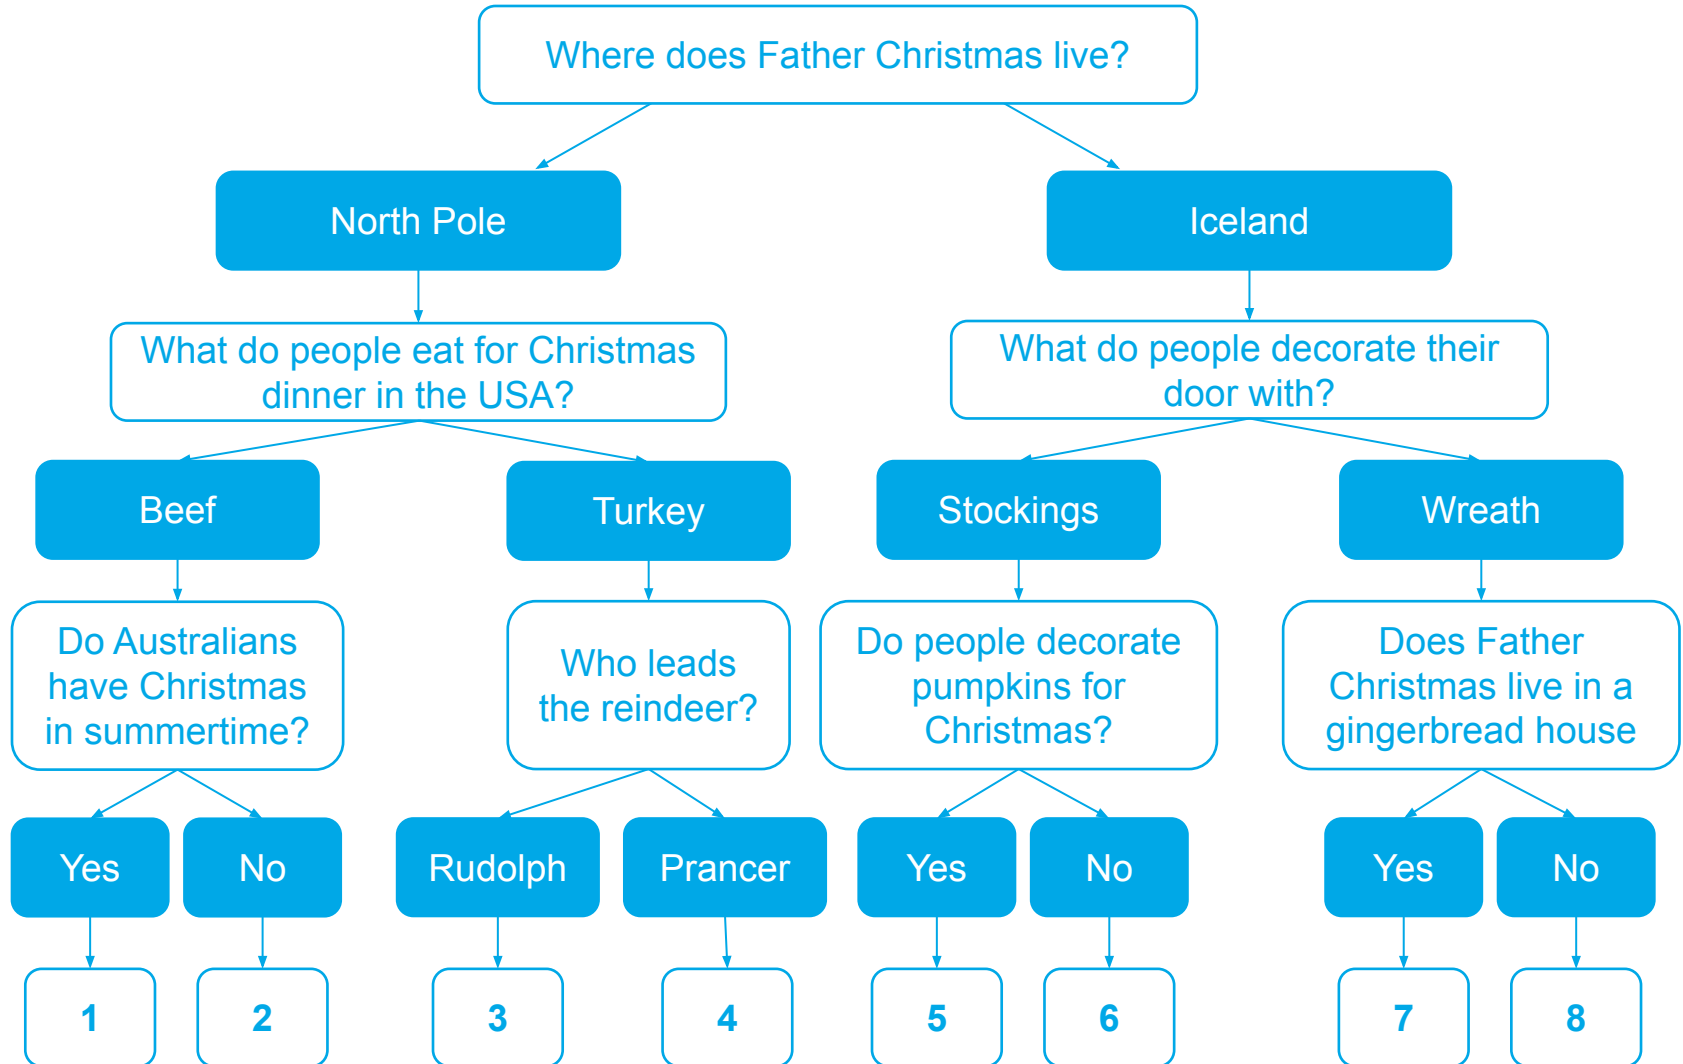 Where does Father Christmas live?
North Pole
Iceland
What do people eat for Christmas
dinner in the USA?
What do people decorate their
door with?
Beef
Turkey
Stockings
Wreath
Do Australians
have Christmas
in summertime?
Who leads
the reindeer?
Do people decorate
pumpkins for
Christmas?
Does Father
Christmas live in a
gingerbread house
Yes
No
Rudolph
Prancer
Yes
No
Yes
No
1
2
3
4
5
6
7
8